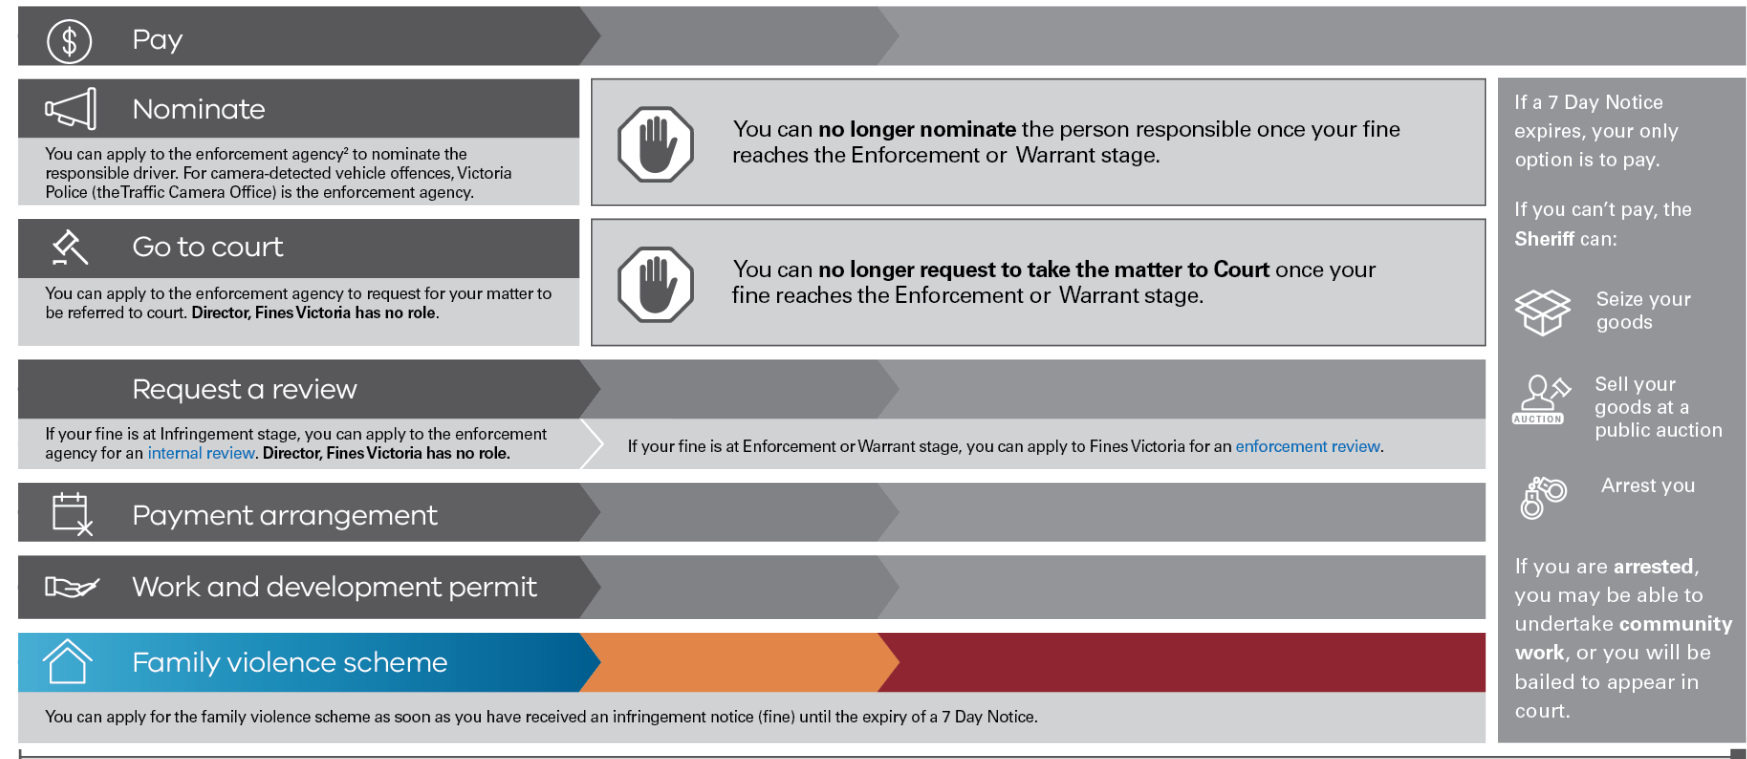 Pay
Nominate
You can apply to the enforcement agency² to nominate the
responsible driver. For camera-detected vehicle offences, Victoria
Police (the Traffic Camera Office) is the enforcement agency.
You can no longer nominate the person responsible once your fine
reaches the Enforcement or Warrant stage.
Go to court
You can apply to the enforcement agency to request for your matter to
be referred to court. Director, Fines Victoria has no role.
You can no longer request to take the matter to Court once your
fine reaches the Enforcement or Warrant stage.
Request a review
If your fine is at Infringement stage, you can apply to the enforcement
agency for an internal review. Director, Fines Victoria has no role.
If your fine is at Enforcement or Warrant stage, you can apply to Fines Victoria for an enforcement review.
Payment arrangement
Work and development permit
Family violence scheme
You can apply for the family violence scheme as soon as you have received an infringement notice (fine) until the expiry of a 7 Day Notice.
If a 7 Day Notice
expires, your only
option is to pay.
If you can't pay, the
Sheriff can:
Seize your
goods
AUCTION
Sell your
goods at a
public auction
Arrest you
If you are arrested,
you may be able to
undertake community
work, or you will be
bailed to appear in
court.